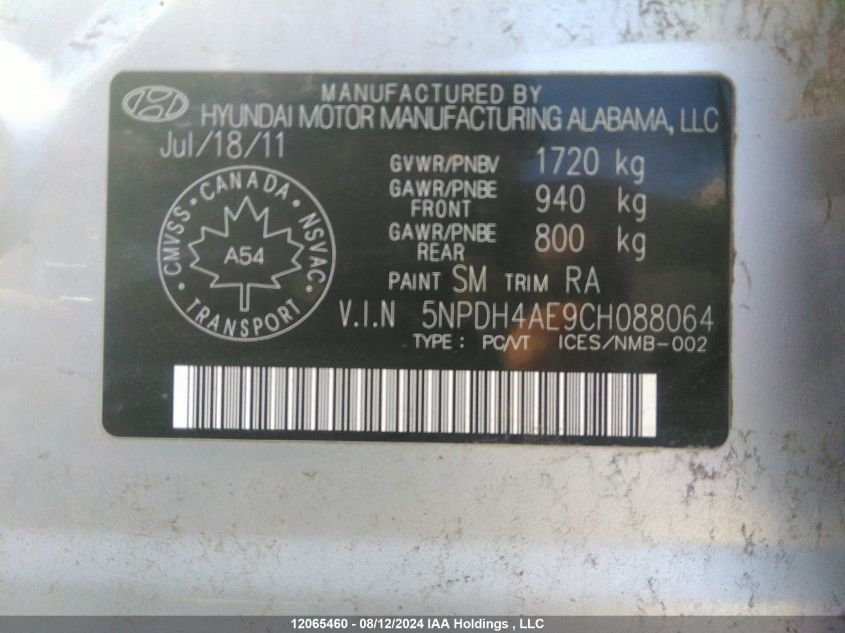 MANUFACTURED BY
HYUNDAI MOTOR MANUFACTURING ALABAMA, LLC
Jul/18/11
GVWR/PNBV 1720 kg
GAWR/PNBE FRONT 940 kg
GAWR/PNBE REAR 800 kg
PAINT SM TRIM RA
V.I.N 5NPDH4AE9CH088064
TYPE : PC/VT ICES/NMB-002
CMVSS • CANADA • NSVAC • TRANSPORT •
A54
12065460 - 08/12/2024 IAA Holdings , LLC